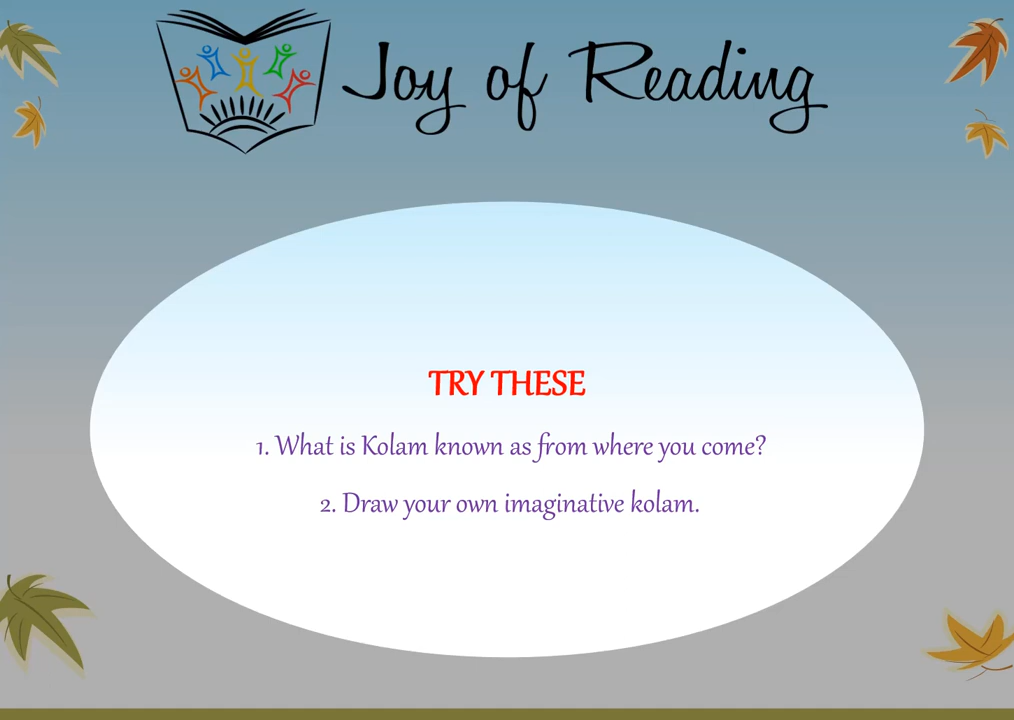 Joy of Reading
TRY THESE
1. What is Kolam known as from where you come?
2. Draw your own imaginative kolam.